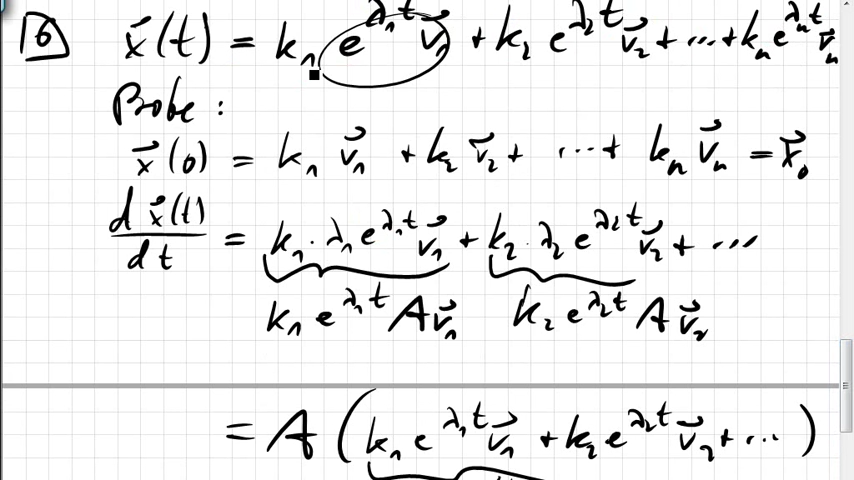 16 x⃗(t) = k₁ e^{λ₁t} v⃗₁ + k₂ e^{λ₂t} v⃗₂ + ... + kₙ e^{λₙt} v⃗ₙ
Probe :
x⃗(0) = k₁ v⃗₁ + k₂ v⃗₂ + ... + kₙ v⃗ₙ = x⃗₀
d x⃗(t) / dt = k₁ · λ₁ e^{λ₁t} v⃗₁ + k₂ · λ₂ e^{λ₂t} v⃗₂ + ...
k₁ e^{λ₁t} A v⃗₁ k₂ e^{λ₂t} A v⃗₂
= A ( k₁ e^{λ₁t} v⃗₁ + k₂ e^{λ₂t} v⃗₂ + ... )